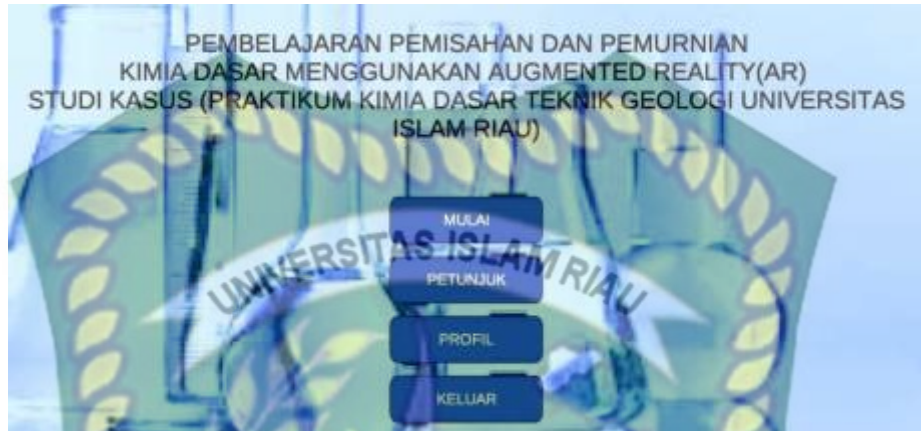 PEMBELAJARAN PEMISAHAN DAN PEMURNIAN
KIMIA DASAR MENGGUNAKAN AUGMENTED REALITY(AR)
STUDI KASUS (PRAKTIKUM KIMIA DASAR TEKNIK GEOLOGI UNIVERSITAS
ISLAM RIAU)
MULAI
UNIVERSITAS ISLAM RIAU
PETUNJUK
PROFIL
KELUAR